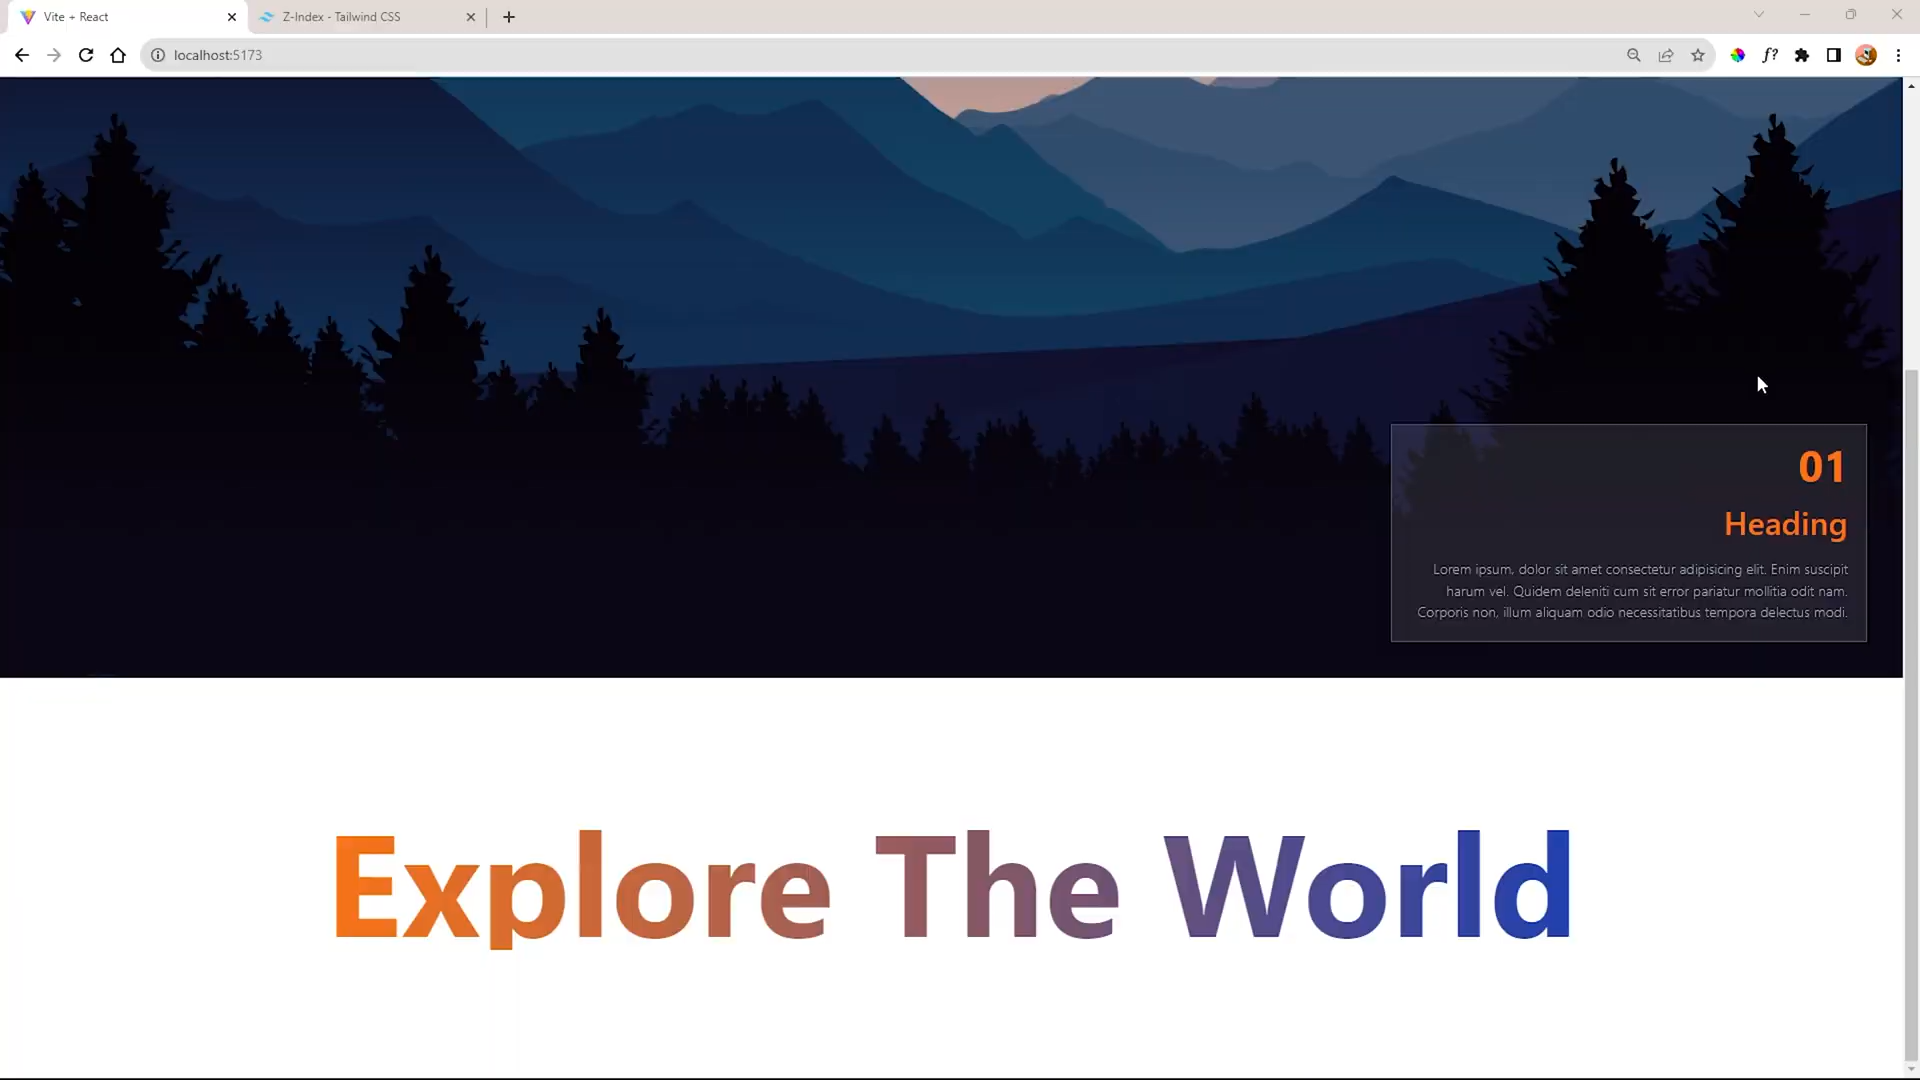 Vite + React
Z-Index - Tailwind CSS
localhost:5173
f?
01
Heading
Lorem ipsum, dolor sit amet consectetur adipisicing elit. Enim suscipit
harum vel. Quidem deleniti cum sit error pariatur mollitia odit nam.
Corporis non, illum aliquam odio necessitatibus tempora delectus modi.
Explore The World